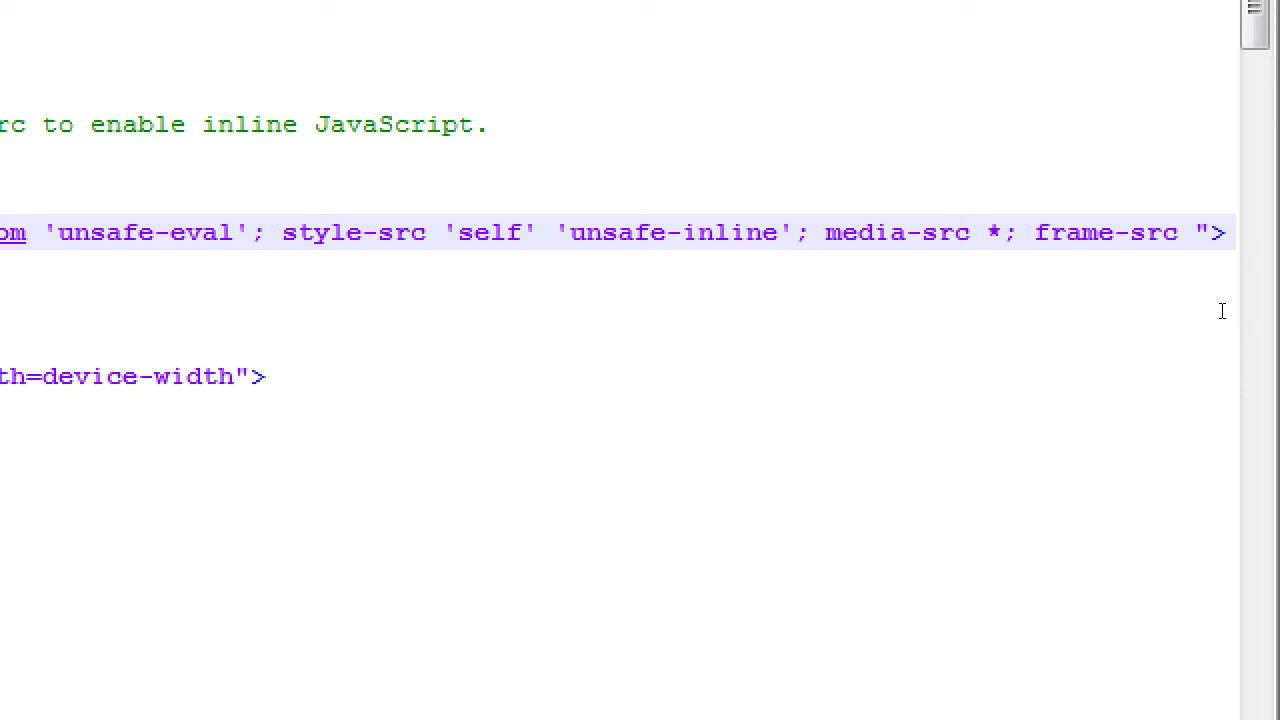 rc to enable inline JavaScript.
om 'unsafe-eval'; style-src 'self' 'unsafe-inline'; media-src *; frame-src ">
th=device-width">